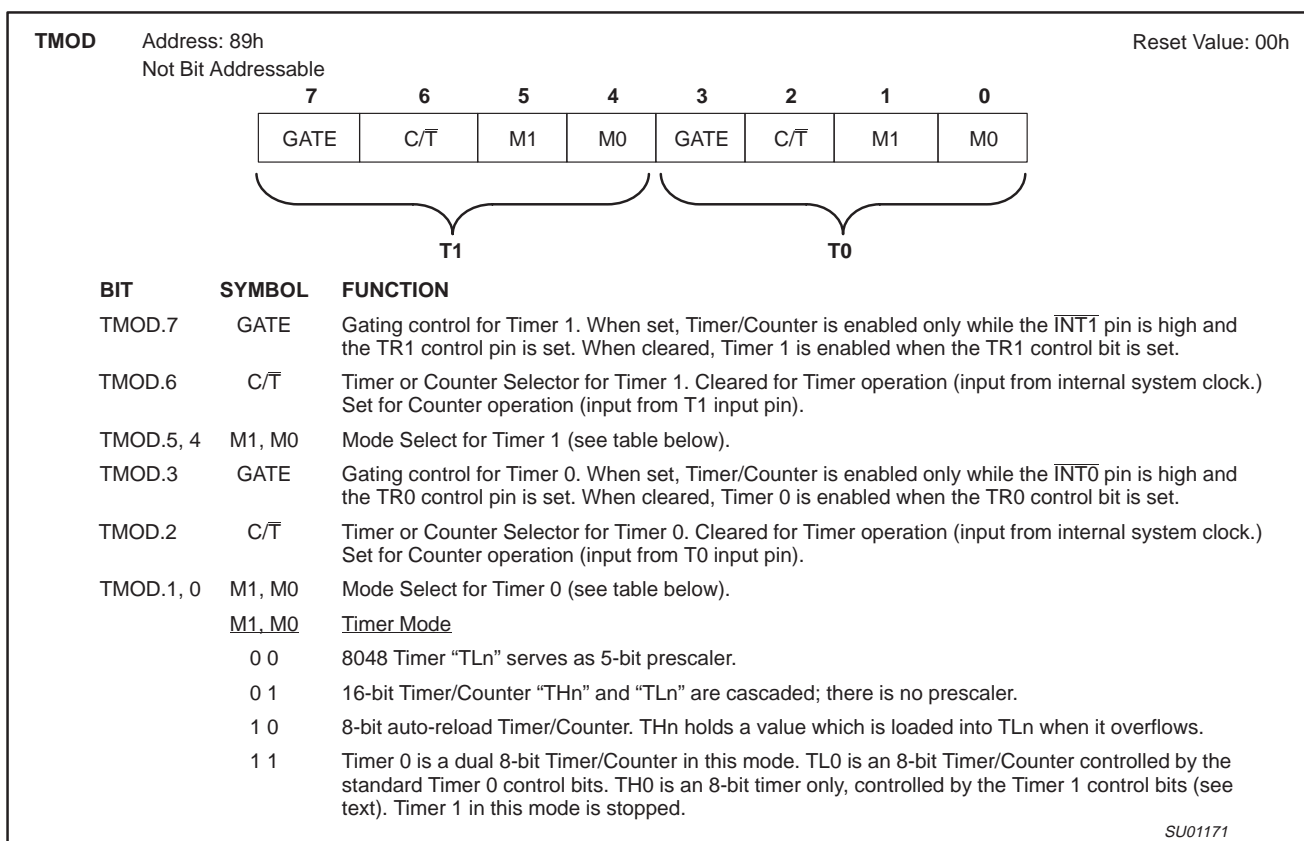 TMOD Address: 89h Reset Value: 00h
Not Bit Addressable
7 6 5 4 3 2 1 0
GATE C/T̅ M1 M0 GATE C/T̅ M1 M0
T1 T0
BIT SYMBOL FUNCTION
TMOD.7 GATE Gating control for Timer 1. When set, Timer/Counter is enabled only while the I̅N̅T̅1̅ pin is high and
the TR1 control pin is set. When cleared, Timer 1 is enabled when the TR1 control bit is set.
TMOD.6 C/T̅ Timer or Counter Selector for Timer 1. Cleared for Timer operation (input from internal system clock.)
Set for Counter operation (input from T1 input pin).
TMOD.5, 4 M1, M0 Mode Select for Timer 1 (see table below).
TMOD.3 GATE Gating control for Timer 0. When set, Timer/Counter is enabled only while the I̅N̅T̅0̅ pin is high and
the TR0 control pin is set. When cleared, Timer 0 is enabled when the TR0 control bit is set.
TMOD.2 C/T̅ Timer or Counter Selector for Timer 0. Cleared for Timer operation (input from internal system clock.)
Set for Counter operation (input from T0 input pin).
TMOD.1, 0 M1, M0 Mode Select for Timer 0 (see table below).
M1, M0 Timer Mode
0 0 8048 Timer “TLn” serves as 5-bit prescaler.
0 1 16-bit Timer/Counter “THn” and “TLn” are cascaded; there is no prescaler.
1 0 8-bit auto-reload Timer/Counter. THn holds a value which is loaded into TLn when it overflows.
1 1 Timer 0 is a dual 8-bit Timer/Counter in this mode. TL0 is an 8-bit Timer/Counter controlled by the
standard Timer 0 control bits. TH0 is an 8-bit timer only, controlled by the Timer 1 control bits (see
text). Timer 1 in this mode is stopped.
SU01171